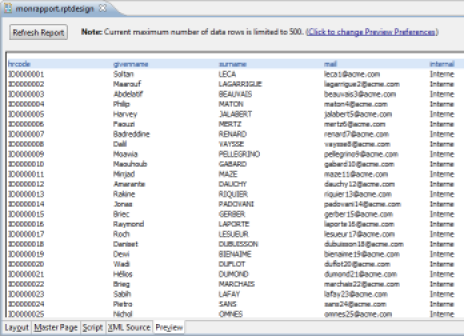 monrapport.rptdesign
Refresh Report Note: Current maximum number of data rows is limited to 500. (Click to change Preview Preferences)
hrcode givenname surname mail internal
ID0000001 Soltan LECA leca1@acme.com Interne
ID0000002 Maarouf LAGARRIGUE lagarrigue2@acme.com Interne
ID0000003 Abdelatif BEAUVAIS beauvais3@acme.com Interne
ID0000004 Philip MATON maton4@acme.com Interne
ID0000005 Harvey JALABERT jalabert5@acme.com Interne
ID0000006 Faouzi MERTZ mertz6@acme.com Interne
ID0000007 Badreddine RENARD renard7@acme.com Interne
ID0000008 Dalil VAYSSE vaysse8@acme.com Interne
ID0000009 Moawia PELLEGRINO pellegrino9@acme.com Interne
ID0000010 Maouhoub GABARD gabard10@acme.com Interne
ID0000011 Minjad MAZE maze11@acme.com Interne
ID0000012 Amarante DAUCHY dauchy12@acme.com Interne
ID0000013 Rakine RIQUIER riquier13@acme.com Interne
ID0000014 Jonas PADOVANI padovani14@acme.com Interne
ID0000015 Briec GERBER gerber15@acme.com Interne
ID0000016 Raymond LAPORTE laporte16@acme.com Interne
ID0000017 Roch LESUEUR lesueur17@acme.com Interne
ID0000018 Daniset DUBUISSON dubuisson18@acme.com Interne
ID0000019 Dewi BIENAIME bienaime19@acme.com Interne
ID0000020 Wadi DUFLOT duflot20@acme.com Interne
ID0000021 Hélios DUMOND dumond21@acme.com Interne
ID0000022 Brieg MARCHAIS marchais22@acme.com Interne
ID0000023 Sabih LAFAY lafay23@acme.com Interne
ID0000024 Pietro SANS sans24@acme.com Interne
ID0000025 Nichol OMNES omnes25@acme.com Interne
Layout Master Page Script XML Source Preview